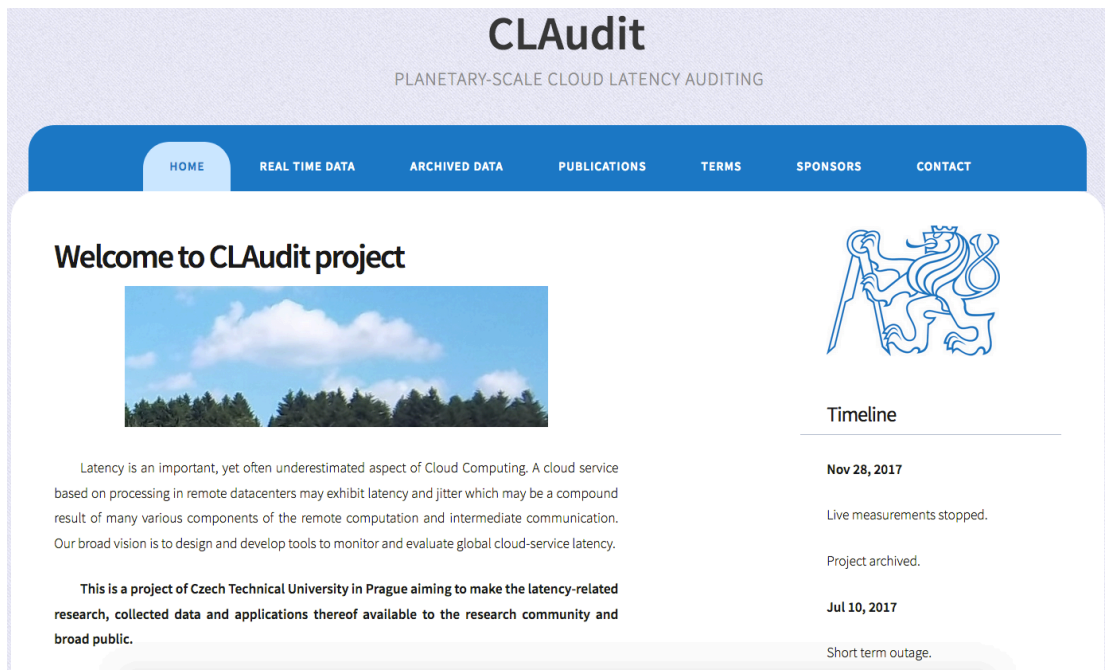 CLAudit
PLANETARY-SCALE CLOUD LATENCY AUDITING
HOME
REAL TIME DATA
ARCHIVED DATA
PUBLICATIONS
TERMS
SPONSORS
CONTACT
Welcome to CLAudit project
Latency is an important, yet often underestimated aspect of Cloud Computing. A cloud service
based on processing in remote datacenters may exhibit latency and jitter which may be a compound
result of many various components of the remote computation and intermediate communication.
Our broad vision is to design and develop tools to monitor and evaluate global cloud-service latency.
This is a project of Czech Technical University in Prague aiming to make the latency-related
research, collected data and applications thereof available to the research community and
broad public.
Timeline
Nov 28, 2017
Live measurements stopped.
Project archived.
Jul 10, 2017
Short term outage.